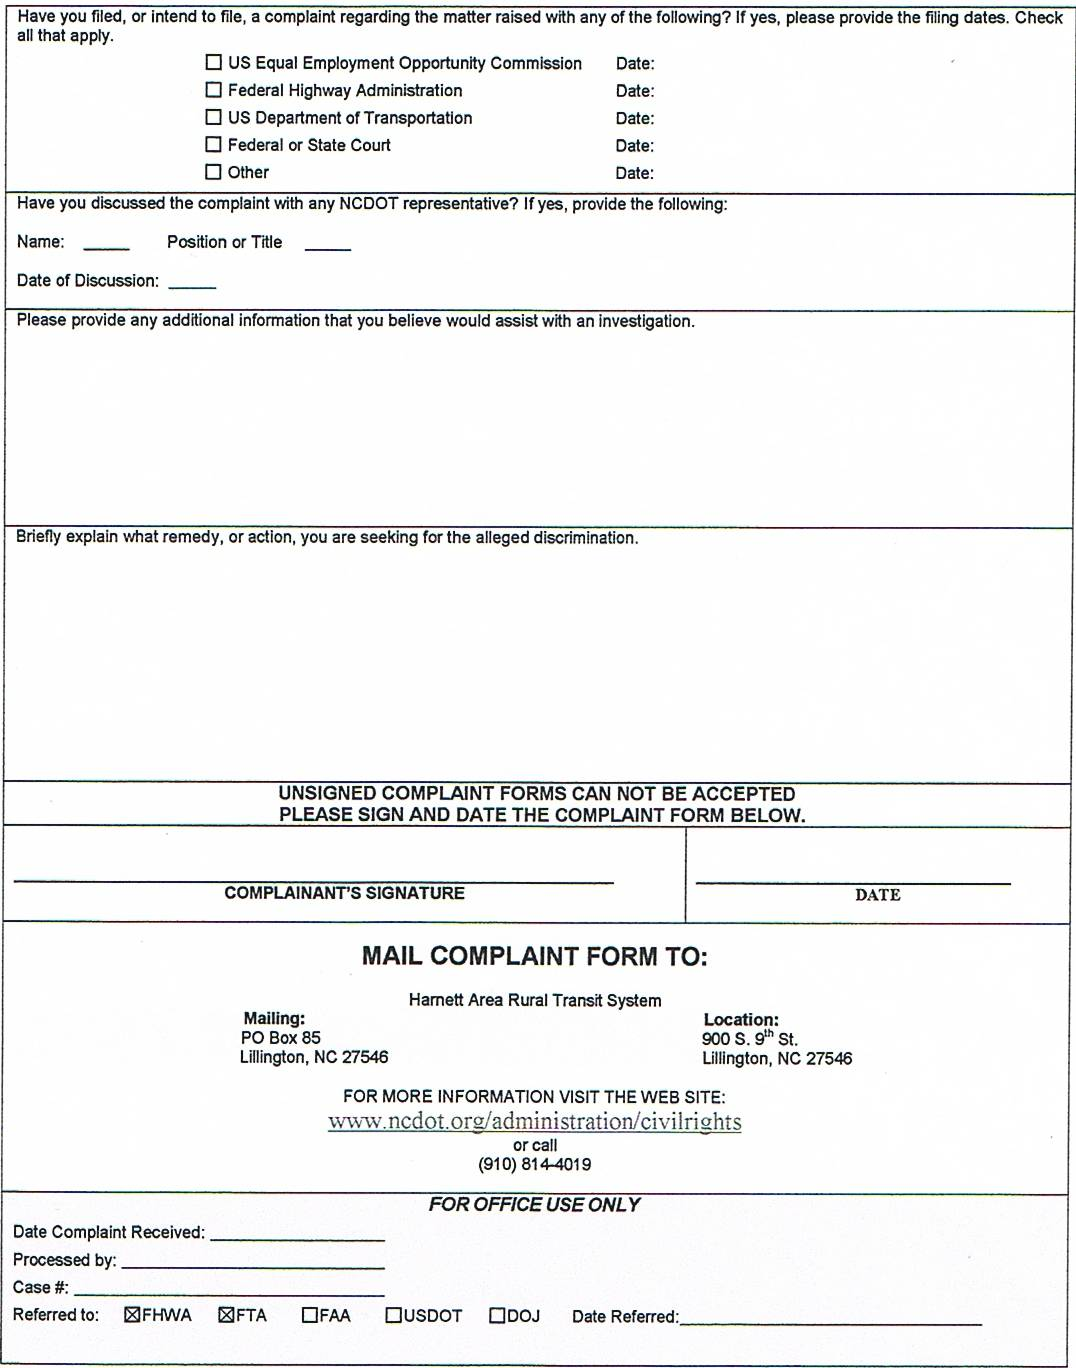 Have you filed, or intend to file, a complaint regarding the matter raised with any of the following? If yes, please provide the filing dates. Check
all that apply.
☐ US Equal Employment Opportunity Commission Date:
☐ Federal Highway Administration Date:
☐ US Department of Transportation Date:
☐ Federal or State Court Date:
☐ Other Date:
Have you discussed the complaint with any NCDOT representative? If yes, provide the following:
Name: _____ Position or Title _____
Date of Discussion: _____
Please provide any additional information that you believe would assist with an investigation.
Briefly explain what remedy, or action, you are seeking for the alleged discrimination.
UNSIGNED COMPLAINT FORMS CAN NOT BE ACCEPTED
PLEASE SIGN AND DATE THE COMPLAINT FORM BELOW.
COMPLAINANT'S SIGNATURE DATE
MAIL COMPLAINT FORM TO:
Harnett Area Rural Transit System
Mailing: Location:
PO Box 85 900 S. 9th St.
Lillington, NC 27546 Lillington, NC 27546
FOR MORE INFORMATION VISIT THE WEB SITE:
www.ncdot.org/administration/civilrights
or call
(910) 814-4019
FOR OFFICE USE ONLY
Date Complaint Received: _____
Processed by: _____
Case #: _____
Referred to: ☒FHWA ☒FTA ☐FAA ☐USDOT ☐DOJ Date Referred:_____